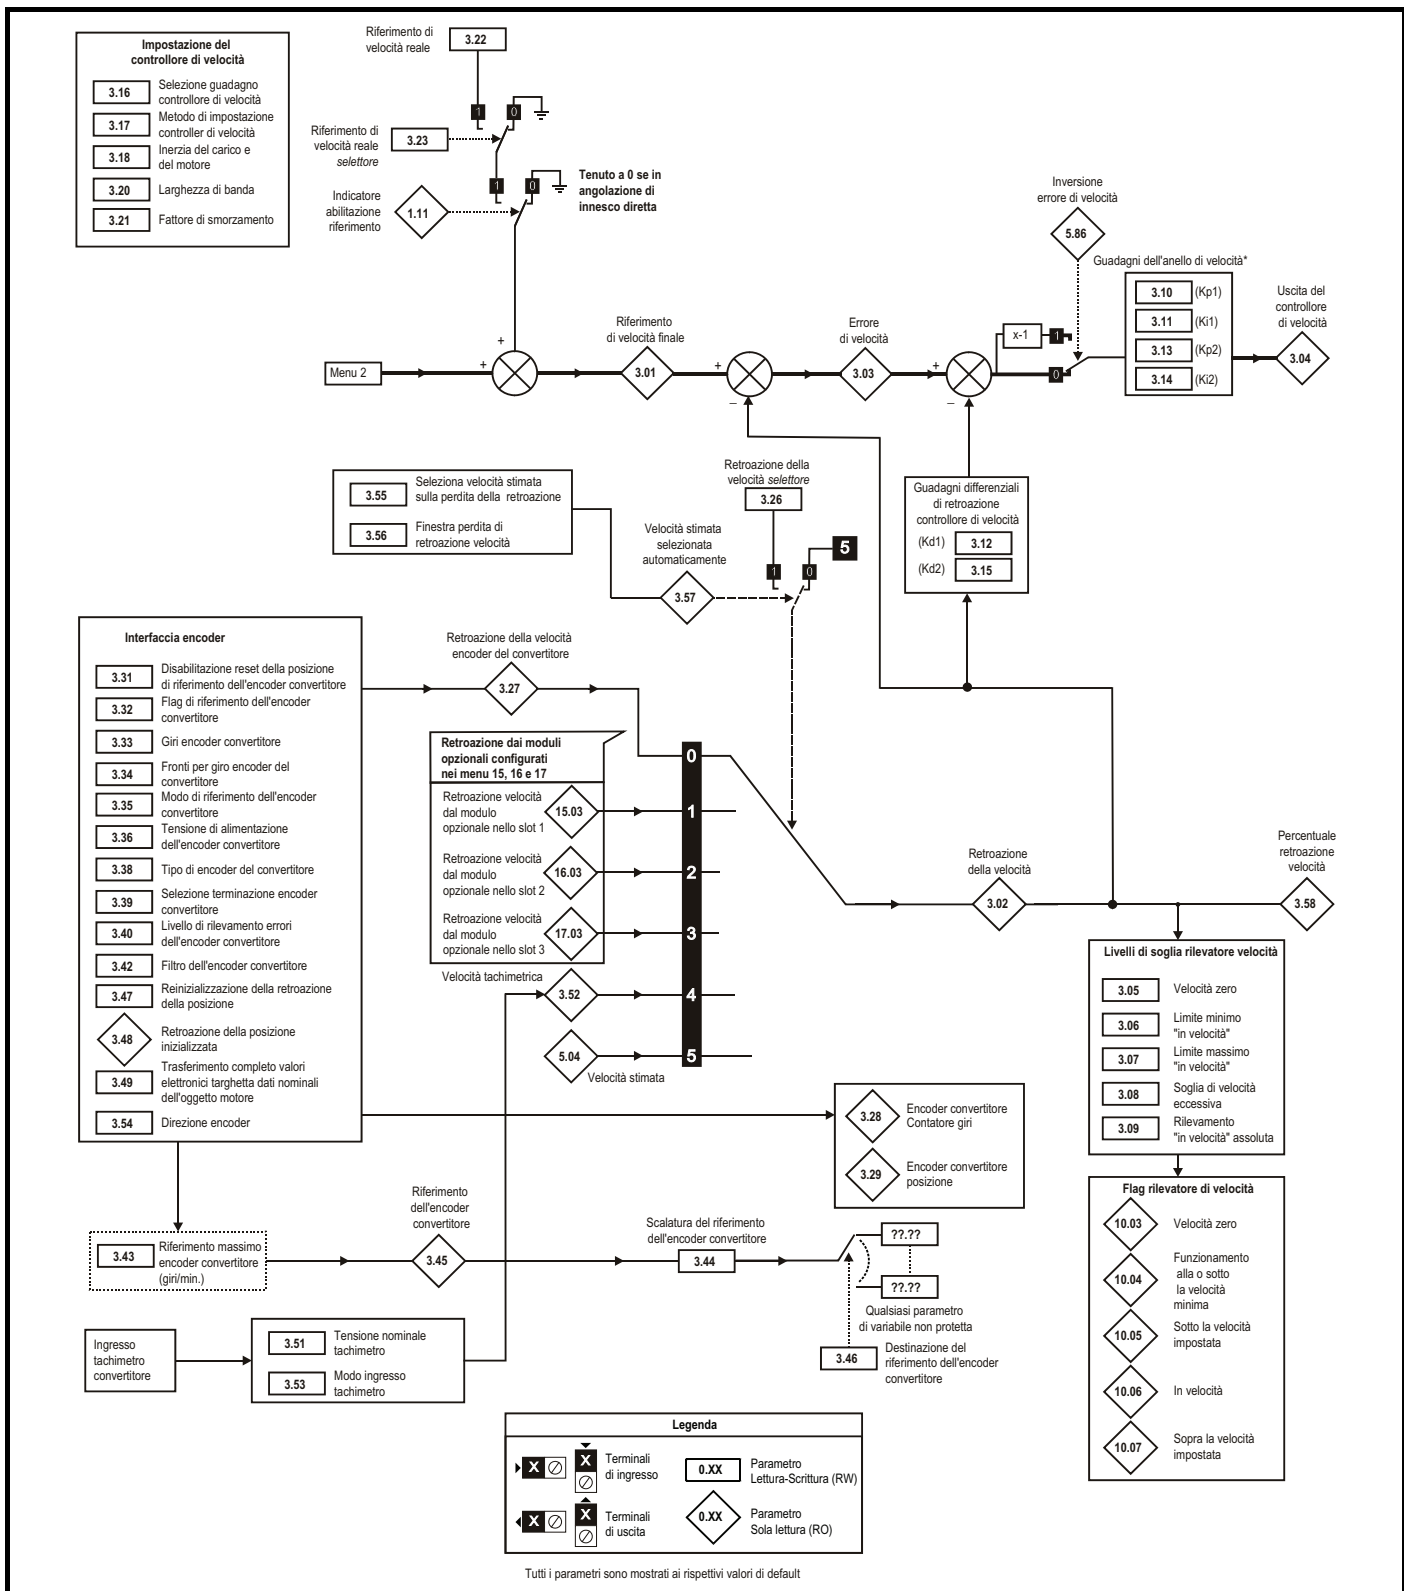 Impostazione del
controllore di velocità
3.16
Selezione guadagno
controllore di velocità
3.17
Metodo di impostazione
controller di velocità
3.18
Inerzia del carico e
del motore
3.20
Larghezza di banda
3.21
Fattore di smorzamento
Riferimento di
velocità reale
3.22
1
0
Riferimento di
velocità reale
selettore
3.23
1
0
Tenuto a 0 se in
angolazione di
innesco diretta
Indicatore
abilitazione
riferimento
1.11
Inversione
errore di velocità
5.86
Guadagni dell'anello di velocità*
3.10 (Kp1)
3.11 (Ki1)
3.13 (Kp2)
3.14 (Ki2)
Uscita del
controllore
di velocità
3.04
Menu 2
+
+
Riferimento
di velocità finale
3.01
+
–
Errore
di velocità
3.03
+
–
x-1
1
0
3.55
Seleziona velocità stimata
sulla perdita della retroazione
3.56
Finestra perdita di
retroazione velocità
Retroazione della
velocità selettore
3.26
Velocità stimata
selezionata
automaticamente
3.57
1
0
5
Guadagni differenziali
di retroazione
controllore di velocità
(Kd1) 3.12
(Kd2) 3.15
Interfaccia encoder
3.31
Disabilitazione reset della posizione
di riferimento dell'encoder convertitore
3.32
Flag di riferimento dell'encoder
convertitore
3.33
Giri encoder convertitore
3.34
Fronti per giro encoder del
convertitore
3.35
Modo di riferimento dell'encoder
convertitore
3.36
Tensione di alimentazione
dell'encoder convertitore
3.38
Tipo di encoder del convertitore
3.39
Selezione terminazione encoder
convertitore
3.40
Livello di rilevamento errori
dell'encoder convertitore
3.42
Filtro dell'encoder convertitore
3.47
Reinizializzazione della retroazione
della posizione
3.48
Retroazione della posizione
inizializzata
3.49
Trasferimento completo valori
elettronici targhetta dati nominali
dell'oggetto motore
3.54
Direzione encoder
Retroazione della velocità
encoder del convertitore
3.27
Retroazione dai moduli
opzionali configurati
nei menu 15, 16 e 17
Retroazione velocità
dal modulo
opzionale nello slot 1
15.03
Retroazione velocità
dal modulo
opzionale nello slot 2
16.03
Retroazione velocità
dal modulo
opzionale nello slot 3
17.03
Velocità tachimetrica
3.52
5.04
Velocità stimata
0
1
2
3
4
5
Retroazione
della velocità
3.02
Percentuale
retroazione
velocità
3.58
Livelli di soglia rilevatore velocità
3.05
Velocità zero
3.06
Limite minimo
"in velocità"
3.07
Limite massimo
"in velocità"
3.08
Soglia di velocità
eccessiva
3.09
Rilevamento
"in velocità" assoluta
3.28
Encoder convertitore
Contatore giri
3.29
Encoder convertitore
posizione
Flag rilevatore di velocità
10.03
Velocità zero
10.04
Funzionamento
alla o sotto
la velocità
minima
10.05
Sotto la velocità
impostata
10.06
In velocità
10.07
Sopra la velocità
impostata
3.43
Riferimento massimo
encoder convertitore
(giri/min.)
Riferimento
dell'encoder
convertitore
3.45
Scalatura del riferimento
dell'encoder convertitore
3.44
??.??
??.??
Qualsiasi parametro
di variabile non protetta
3.46
Destinazione del
riferimento dell'encoder
convertitore
Ingresso
tachimetro
convertitore
3.51
Tensione nominale
tachimetro
3.53
Modo ingresso
tachimetro
Legenda
X
X
Terminali
di ingresso
0.XX
Parametro
Lettura-Scrittura (RW)
X
X
Terminali
di uscita
0.XX
Parametro
Sola lettura (RO)
Tutti i parametri sono mostrati ai rispettivi valori di default